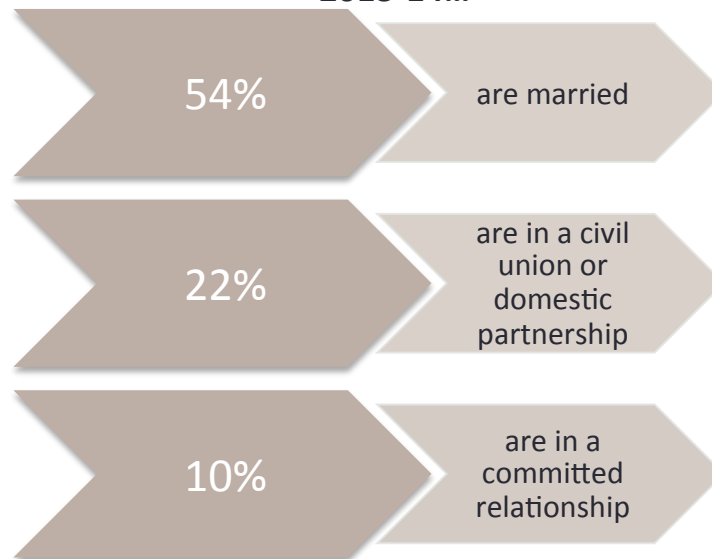 54%
are married
22%
are in a civil
union or
domestic
partnership
10%
are in a
committed
relationship